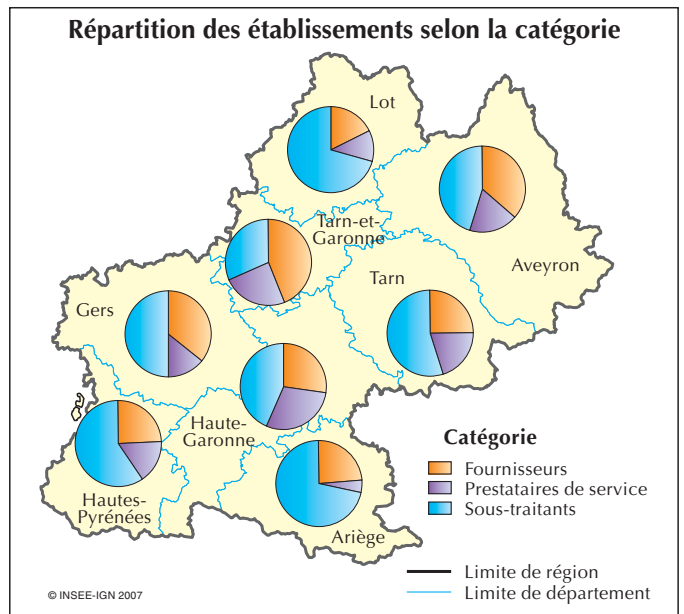 Répartition des établissements selon la catégorie
Lot
Tarn-et-
Garonne
Aveyron
Tarn
Gers
Haute-
Garonne
Hautes-
Pyrénées
Ariège
Catégorie
Fournisseurs
Prestataires de service
Sous-traitants
Limite de région
Limite de département
© INSEE-IGN 2007